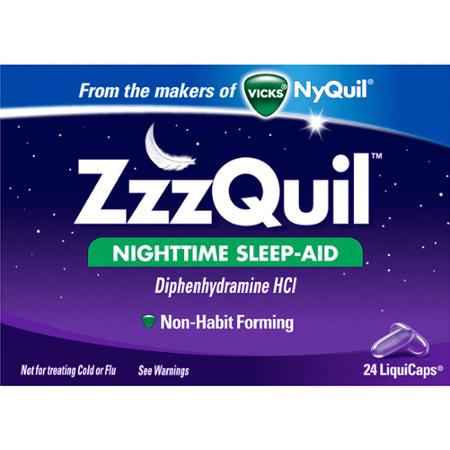 From the makers of VICKS® NyQuil®
ZzzQuil™
NIGHTTIME SLEEP-AID
Diphenhydramine HCl
Non-Habit Forming
Not for treating Cold or Flu See Warnings 24 LiquiCaps®